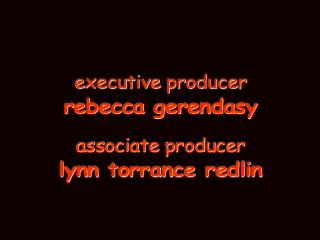 executive producer
rebecca gerendasy
associate producer
lynn torrance redlin